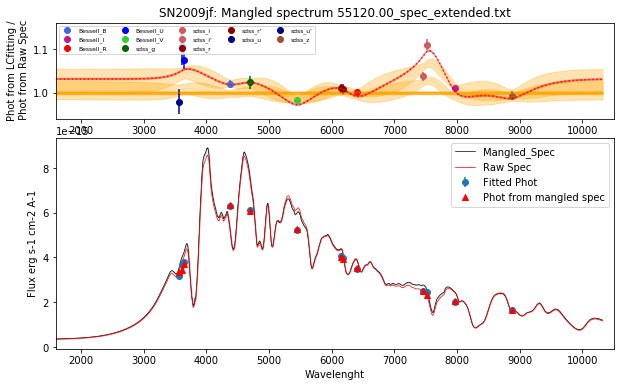 SN2009jf: Mangled spectrum 55120.00_spec_extended.txt
Phot from LCfitting /
Phot from Raw Spec
1.1
1.0
Bessell_B
Bessell_I
Bessell_R
Bessell_U
Bessell_V
sdss_g
sdss_i
sdss_i'
sdss_r
sdss_r'
sdss_u
sdss_u'
sdss_z
2000 3000 4000 5000 6000 7000 8000 9000 10000
8
6
4
2
0
Flux erg s-1 cm-2 A-1
Mangled_Spec
Raw Spec
Fitted Phot
Phot from mangled spec
2000 3000 4000 5000 6000 7000 8000 9000 10000
Wavelenght